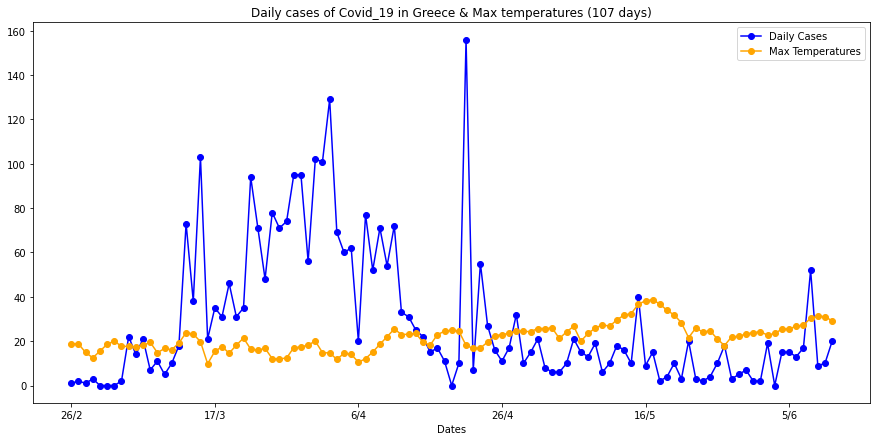 Daily cases of Covid_19 in Greece & Max temperatures (107 days)
Daily Cases
Max Temperatures
160
140
120
100
80
60
40
20
0
26/2 17/3 6/4 26/4 16/5 5/6
Dates